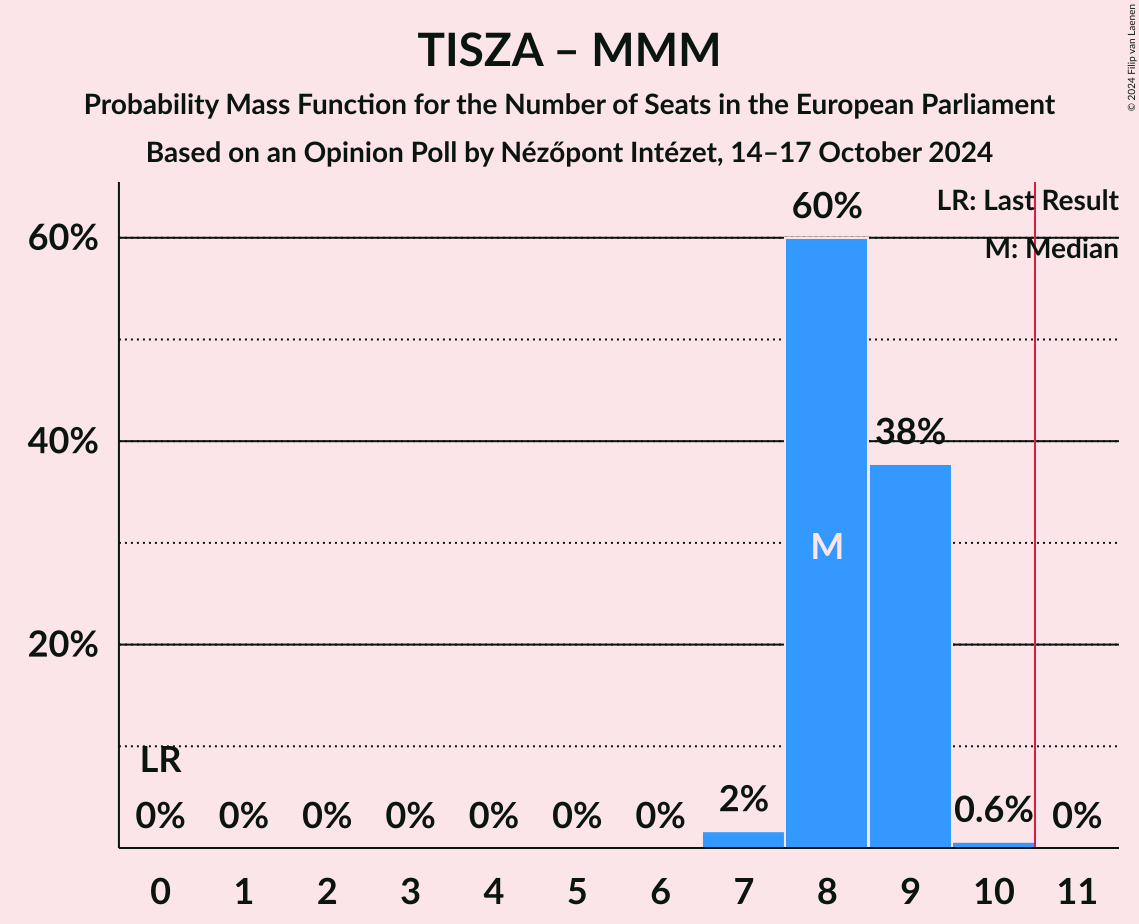 TISZA – MMM
Probability Mass Function for the Number of Seats in the European Parliament
Based on an Opinion Poll by Nézőpont Intézet, 14–17 October 2024
© 2024 Filip van Laenen
LR: Last Result
M: Median
60%
40%
20%
60%
38%
M
LR
0% 0% 0% 0% 0% 0% 0% 2% 0.6% 0%
0 1 2 3 4 5 6 7 8 9 10 11